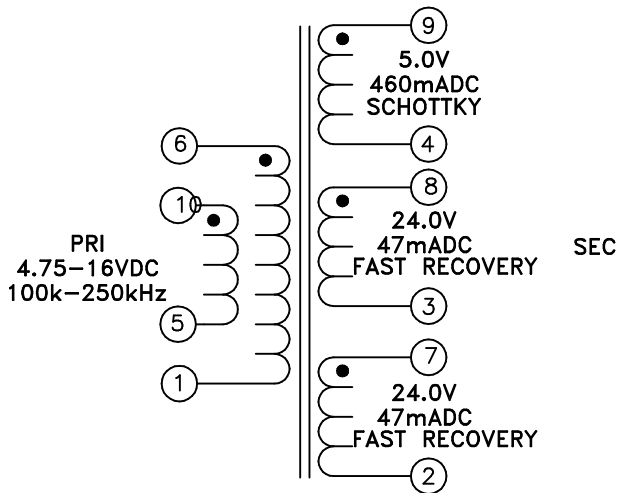 9
5.0V
460mADC
SCHOTTKY
4
6
10
PRI
4.75-16VDC
100k-250kHz
5
1
8
24.0V
47mADC
FAST RECOVERY
3
SEC
7
24.0V
47mADC
FAST RECOVERY
2